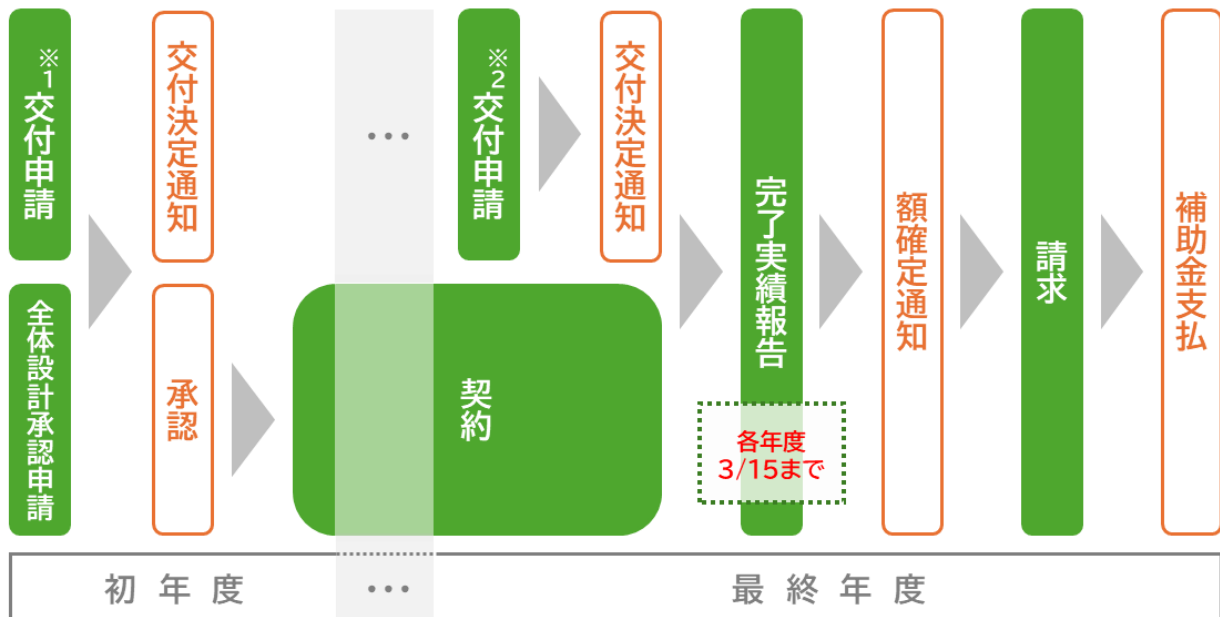 ※1交付申請
交付決定通知
・・・
※2交付申請
交付決定通知
全体設計承認申請
承認
契約
完了実績報告
各年度
3/15まで
額確定通知
請求
補助金支払
初年度
・・・
最終年度